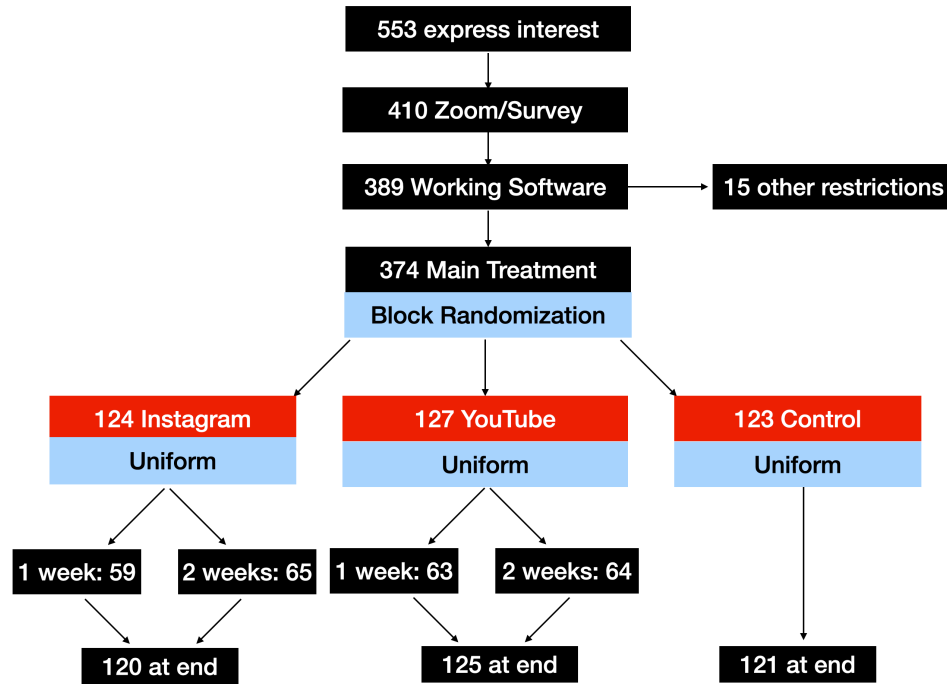 553 express interest
410 Zoom/Survey
389 Working Software
15 other restrictions
374 Main Treatment
Block Randomization
124 Instagram
127 YouTube
123 Control
Uniform
Uniform
Uniform
1 week: 59
2 weeks: 65
1 week: 63
2 weeks: 64
120 at end
125 at end
121 at end